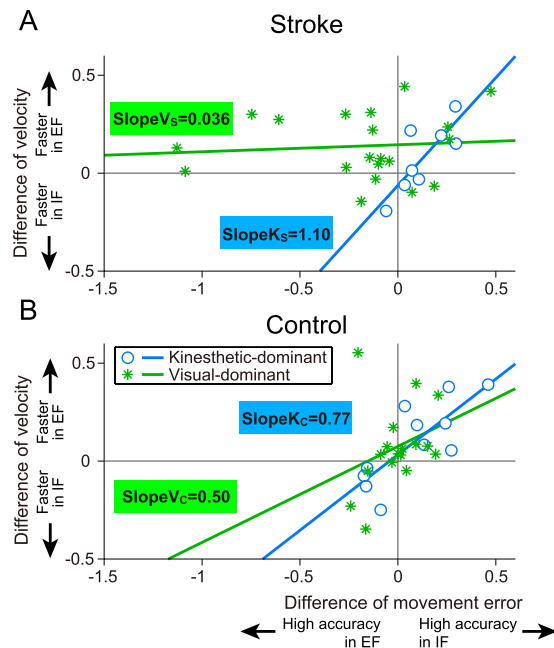 A
Stroke
Difference of velocity
Faster
in EF
Faster
in IF
0.5
0
-0.5
SlopeVS=0.036
SlopeKS=1.10
-1.5
-1
-0.5
0
0.5
B
Control
Difference of velocity
Faster
in EF
Faster
in IF
0.5
0
-0.5
Kinesthetic-dominant
Visual-dominant
SlopeKC=0.77
SlopeVC=0.50
-1.5
-1
-0.5
0
0.5
Difference of movement error
High accuracy
in EF
High accuracy
in IF